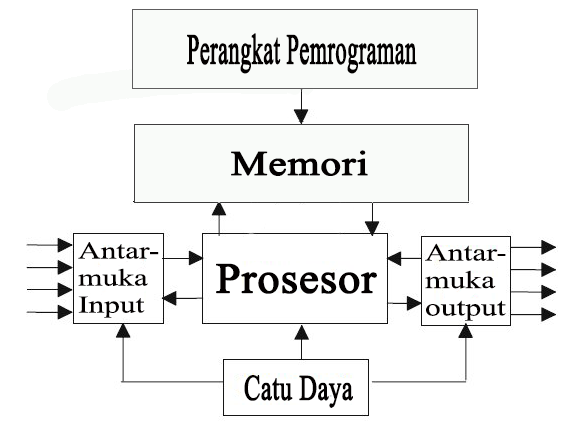 Perangkat Pemrograman
Memori
Antar-
muka
Input
Prosesor
Antar-
muka
output
Catu Daya